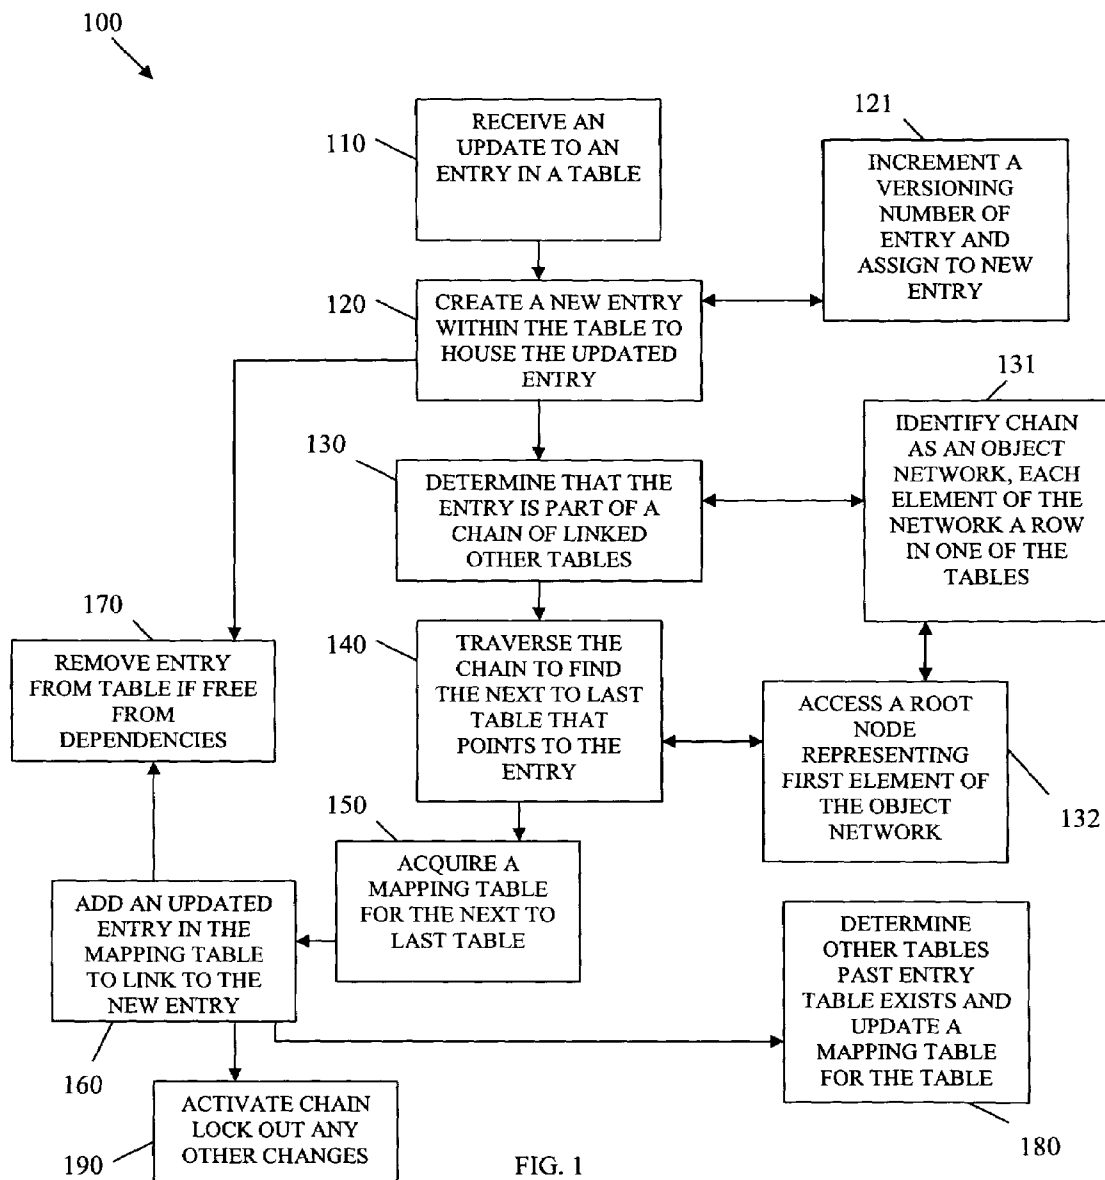 100
110
RECEIVE AN
UPDATE TO AN
ENTRY IN A TABLE
121
INCREMENT A
VERSIONING
NUMBER OF
ENTRY AND
ASSIGN TO NEW
ENTRY
120
CREATE A NEW ENTRY
WITHIN THE TABLE TO
HOUSE THE UPDATED
ENTRY
130
DETERMINE THAT THE
ENTRY IS PART OF A
CHAIN OF LINKED
OTHER TABLES
131
IDENTIFY CHAIN
AS AN OBJECT
NETWORK, EACH
ELEMENT OF THE
NETWORK A ROW
IN ONE OF THE
TABLES
170
REMOVE ENTRY
FROM TABLE IF FREE
FROM
DEPENDENCIES
140
TRAVERSE THE
CHAIN TO FIND
THE NEXT TO LAST
TABLE THAT
POINTS TO THE
ENTRY
ACCESS A ROOT
NODE
REPRESENTING
FIRST ELEMENT OF
THE OBJECT
NETWORK
132
150
ACQUIRE A
MAPPING TABLE
FOR THE NEXT TO
LAST TABLE
ADD AN UPDATED
ENTRY IN THE
MAPPING TABLE
TO LINK TO THE
NEW ENTRY
160
DETERMINE
OTHER TABLES
PAST ENTRY
TABLE EXISTS AND
UPDATE A
MAPPING TABLE
FOR THE TABLE
180
ACTIVATE CHAIN
LOCK OUT ANY
OTHER CHANGES
190
FIG. 1